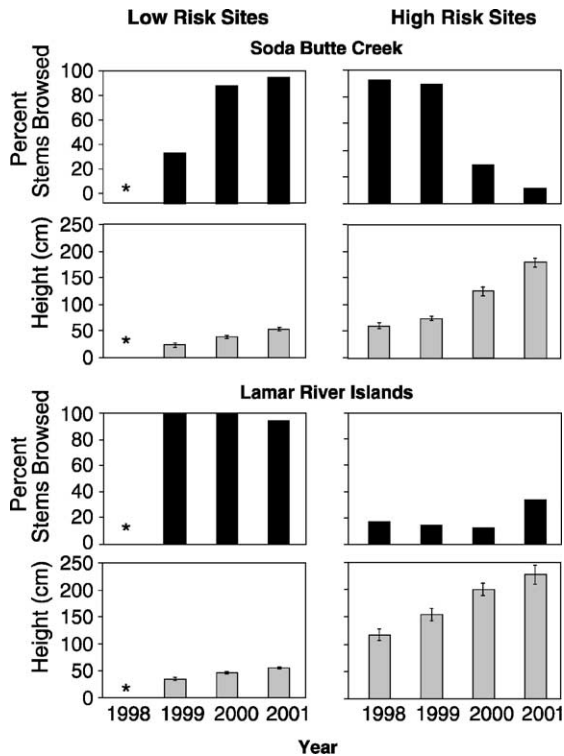 Low Risk Sites High Risk Sites
Soda Butte Creek
Percent
Stems Browsed
100
80
60
40
20
0
*
Height (cm)
250
200
150
100
50
0
*
Lamar River Islands
Percent
Stems Browsed
100
80
60
40
20
0
*
Height (cm)
250
200
150
100
50
0
*
1998 1999 2000 2001 1998 1999 2000 2001
Year